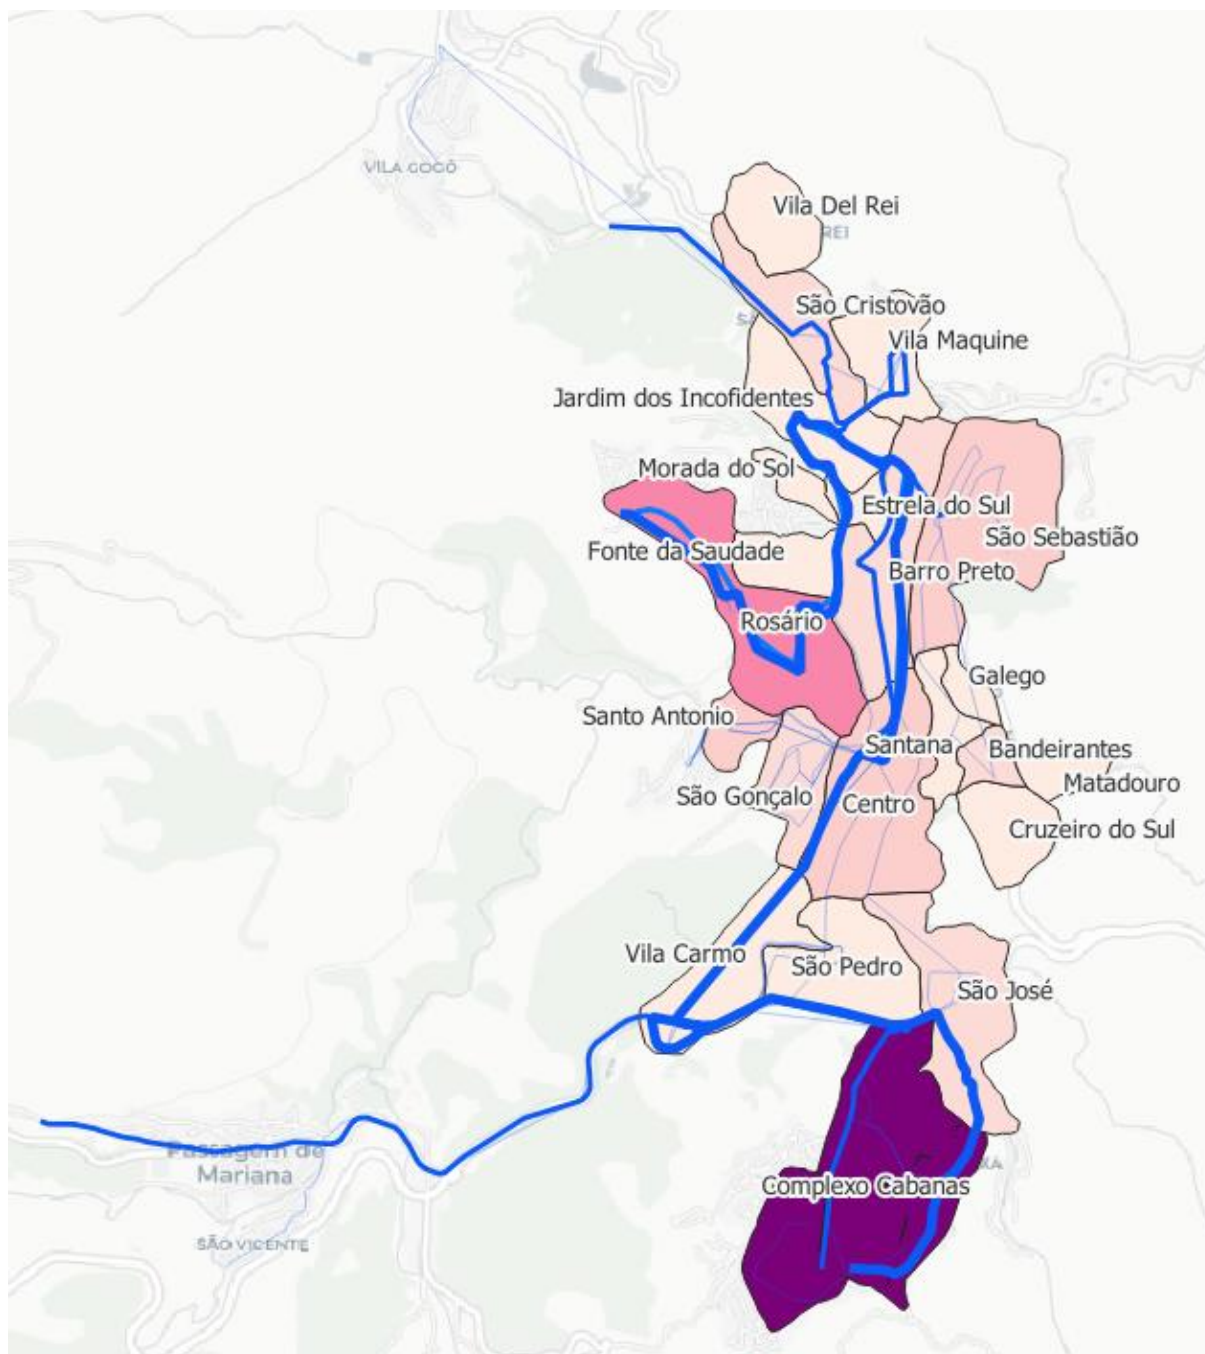 VILA GOGÔ
Vila Del Rei
REI
São Cristovão
Vila Maquine
Jardim dos Incofidentes
Morada do Sol
Estrela do Sul
São Sebastião
Fonte da Saudade
Barro Preto
Rosário
Galego
Santo Antonio
Santana
Bandeirantes
Matadouro
São Gonçalo
Centro
Cruzeiro do Sul
Vila Carmo
São Pedro
São José
Passagem de
Mariana
Complexo Cabanas
SÃO VICENTE